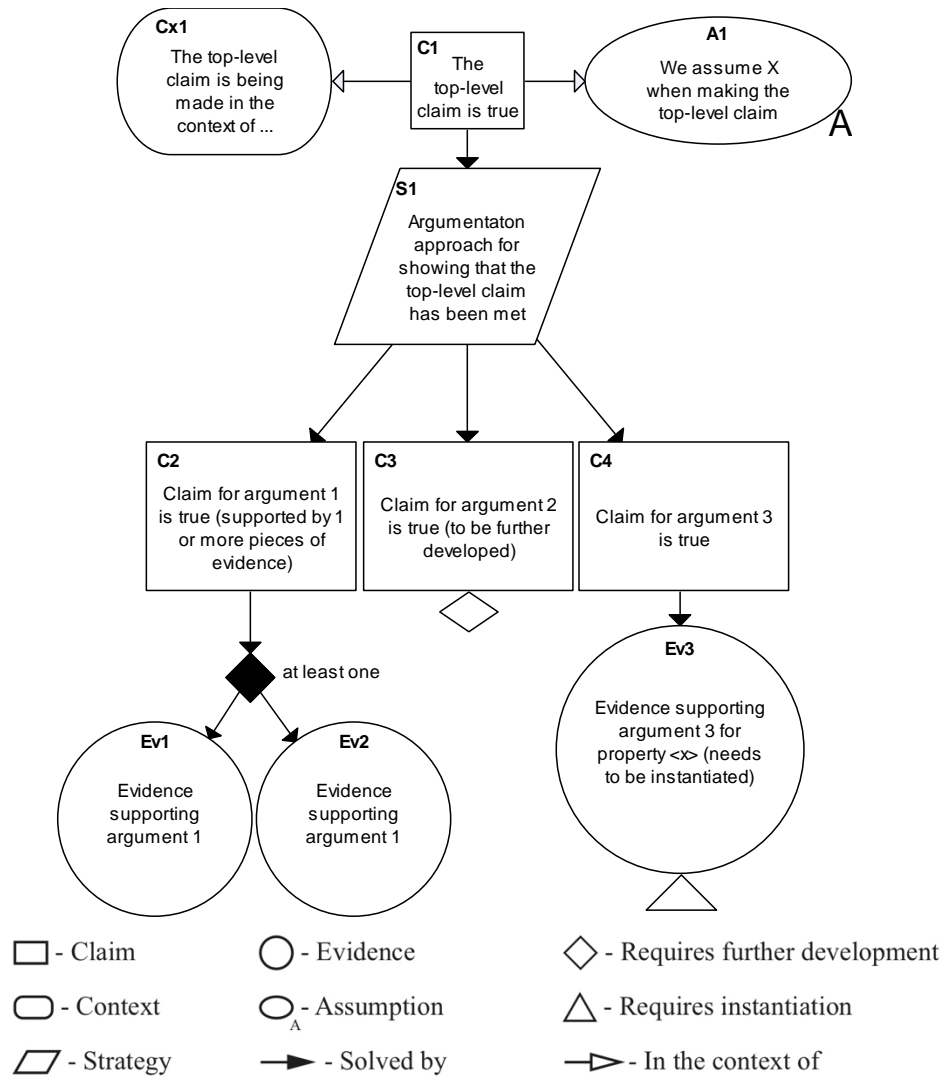 Cx1
The top-level
claim is being
made in the
context of ...
C1
The
top-level
claim is true
A1
We assume X
when making the
top-level claim
A
S1
Argumentaton
approach for
showing that the
top-level claim
has been met
C2
Claim for argument 1
is true (supported by 1
or more pieces of
evidence)
C3
Claim for argument 2
is true (to be further
developed)
C4
Claim for argument 3
is true
at least one
Ev1
Evidence
supporting
argument 1
Ev2
Evidence
supporting
argument 1
Ev3
Evidence supporting
argument 3 for
property <x> (needs
to be instantiated)
- Claim
- Evidence
- Requires further development
- Context
A
- Assumption
- Requires instantiation
- Strategy
- Solved by
- In the context of